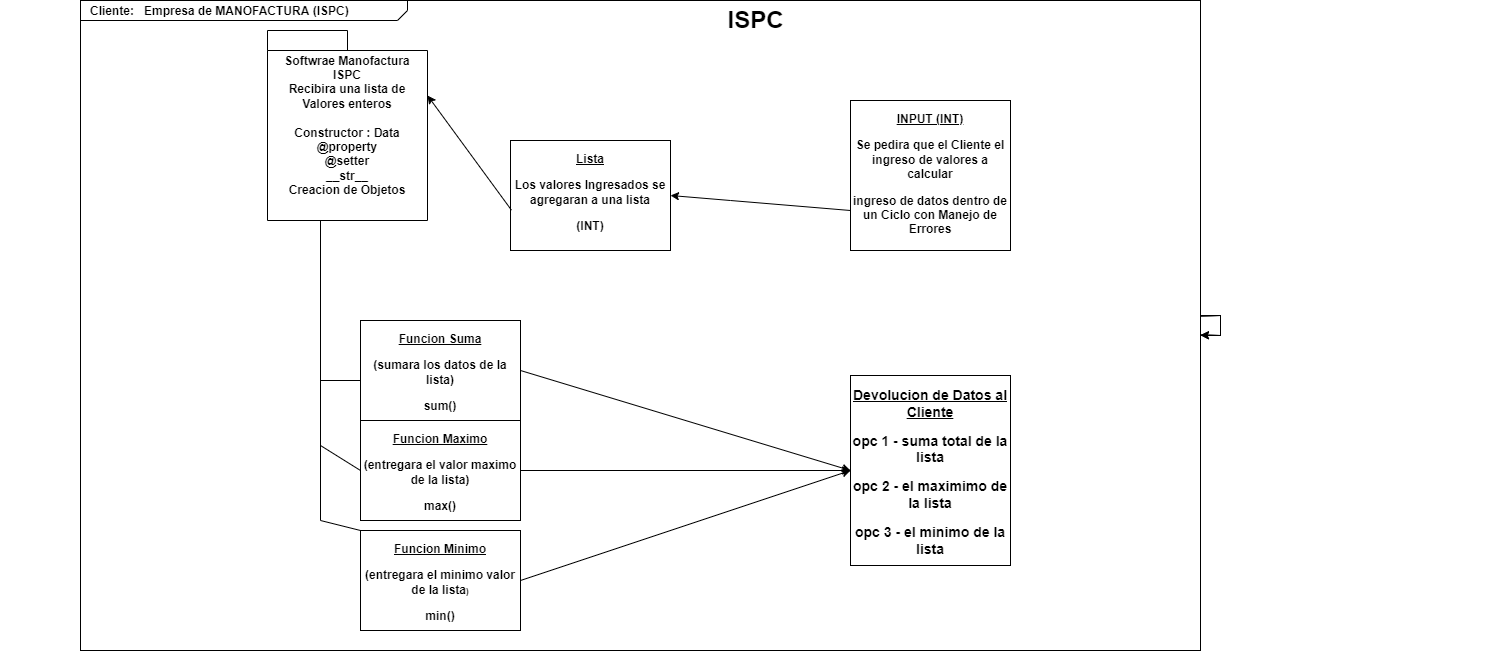 Cliente:   Empresa de MANOFACTURA (ISPC)
ISPC
Softwrae Manofactura
ISPC
Recibira una lista de
Valores enteros
Constructor : Data
@property
@setter
__str__
Creacion de Objetos
Lista
Los valores Ingresados se
agregaran a una lista
(INT)
INPUT (INT)
Se pedira que el Cliente el
ingreso de valores a
calcular
ingreso de datos dentro de
un Ciclo con Manejo de
Errores
Funcion Suma
(sumara los datos de la
lista)
sum()
Funcion Maximo
(entregara el valor maximo
de la lista)
max()
Funcion Minimo
(entregara el minimo valor
de la lista)
min()
Devolucion de Datos al
Cliente
opc 1 - suma total de la
lista
opc 2 - el maximimo de
la lista
opc 3 - el minimo de la
lista